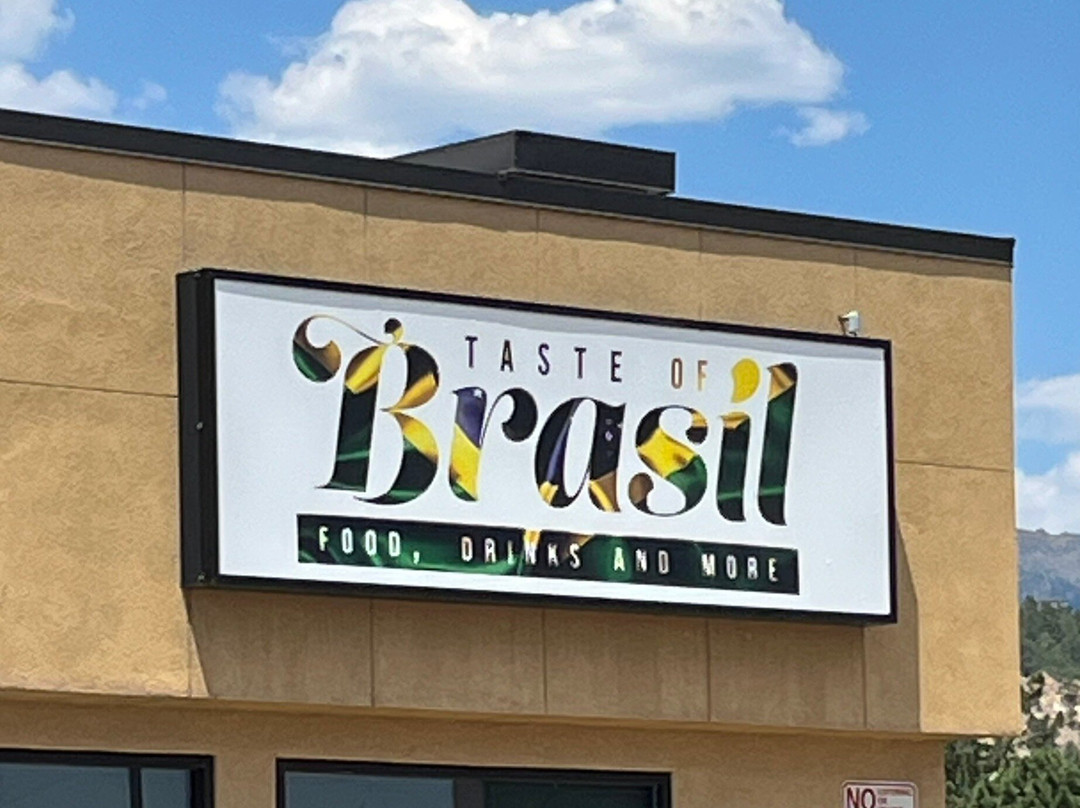 TASTE OF
Brasil
FOOD, DRINKS AND MORE
NO